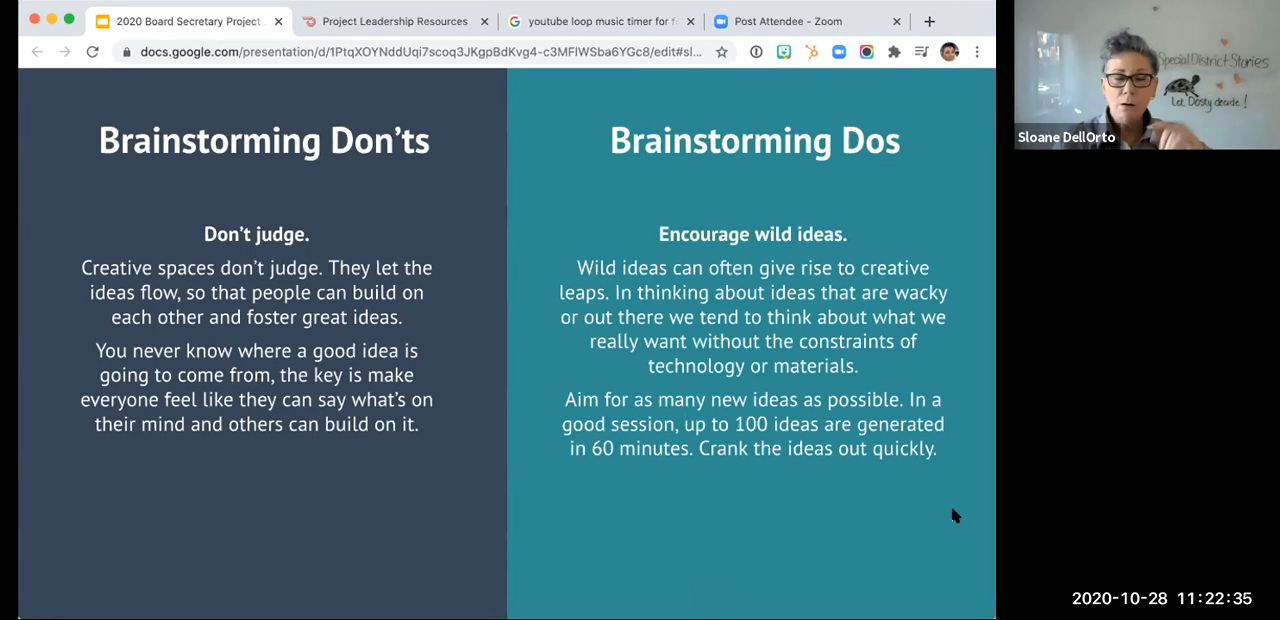 2020 Board Secretary Project
Project Leadership Resources
youtube loop music timer for f
Post Attendee - Zoom
docs.google.com/presentation/d/1PtqXOYNddUqi7scoq3JKgpBdKvg4-c3MFlWSba6YGc8/edit#sl...
Brainstorming Don'ts
Don't judge.
Creative spaces don't judge. They let the
ideas flow, so that people can build on
each other and foster great ideas.
You never know where a good idea is
going to come from, the key is make
everyone feel like they can say what's on
their mind and others can build on it.
Brainstorming Dos
Encourage wild ideas.
Wild ideas can often give rise to creative
leaps. In thinking about ideas that are wacky
or out there we tend to think about what we
really want without the constraints of
technology or materials.
Aim for as many new ideas as possible. In a
good session, up to 100 ideas are generated
in 60 minutes. Crank the ideas out quickly.
Special District Stories
Let Dusty decide!
Sloane DellOrto
2020-10-28 11:22:35